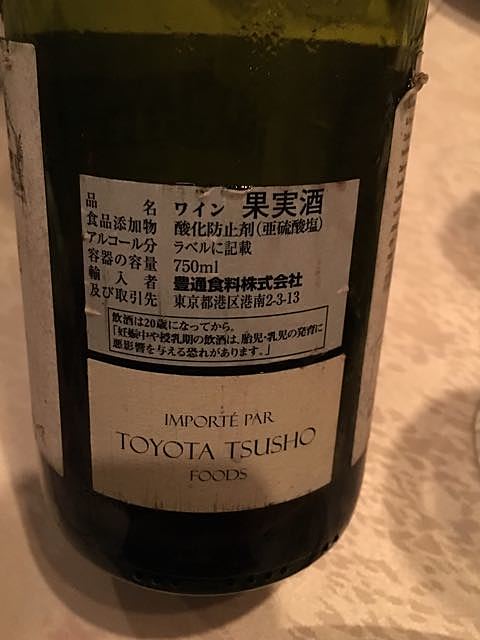 品 名 ワイン 果実酒
食品添加物 酸化防止剤(亜硫酸塩)
アルコール分 ラベルに記載
容器の容量 750ml
輸入者 豊通食料株式会社
及び取引先 東京都港区港南2-3-13
飲酒は20歳になってから。
「妊娠中や授乳期の飲酒は、胎児・乳児の発育に
悪影響を与える恐れがあります。」
IMPORTÉ PAR
TOYOTA TSUSHO
FOODS